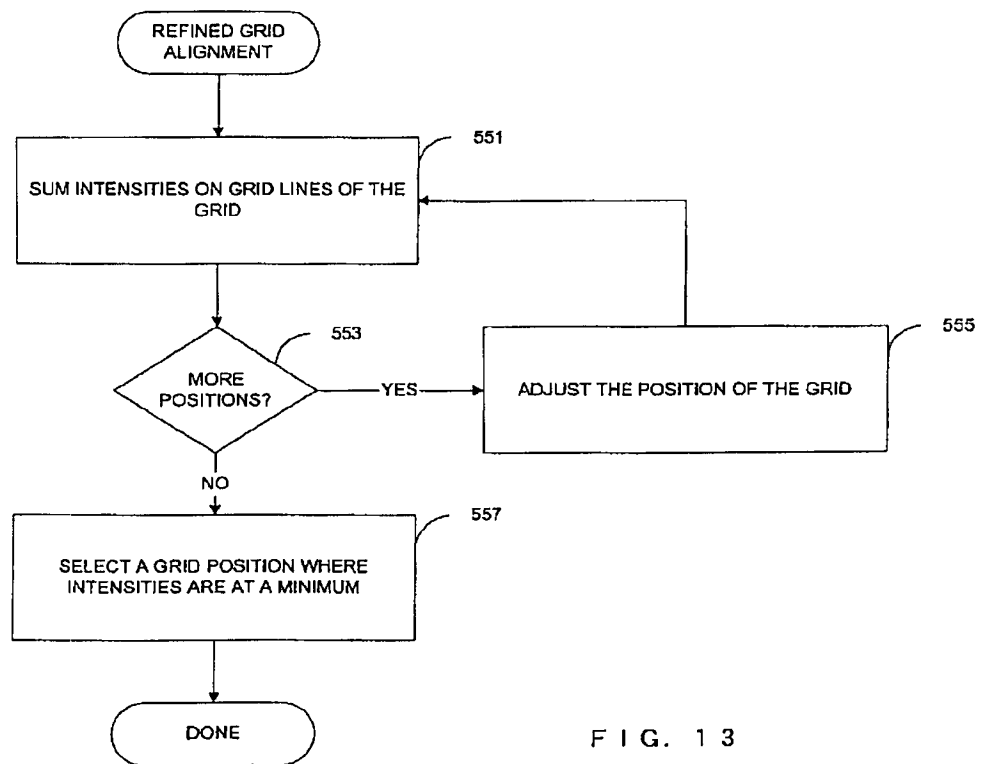 REFINED GRID
ALIGNMENT
551
SUM INTENSITIES ON GRID LINES OF THE
GRID
553
MORE
POSITIONS?
YES
555
ADJUST THE POSITION OF THE GRID
NO
557
SELECT A GRID POSITION WHERE
INTENSITIES ARE AT A MINIMUM
DONE
FIG. 13